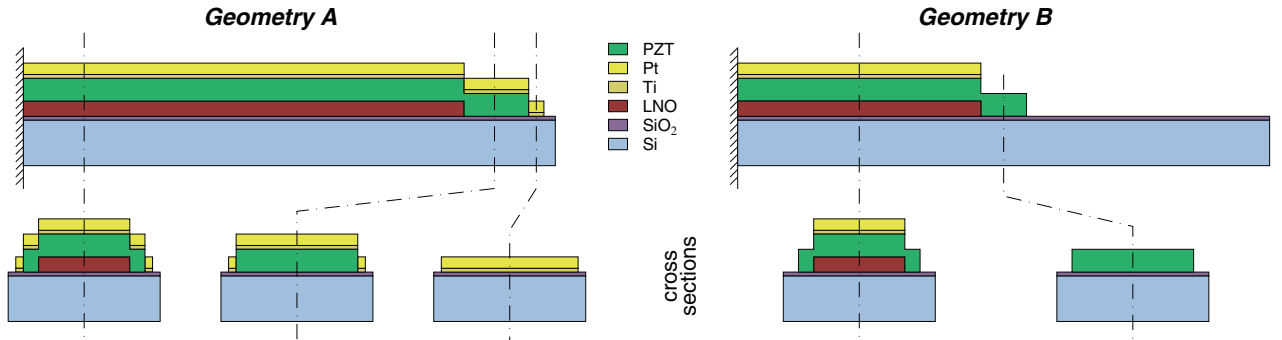 Geometry A
Geometry B
PZT
Pt
Ti
LNO
SiO₂
Si
cross
sections